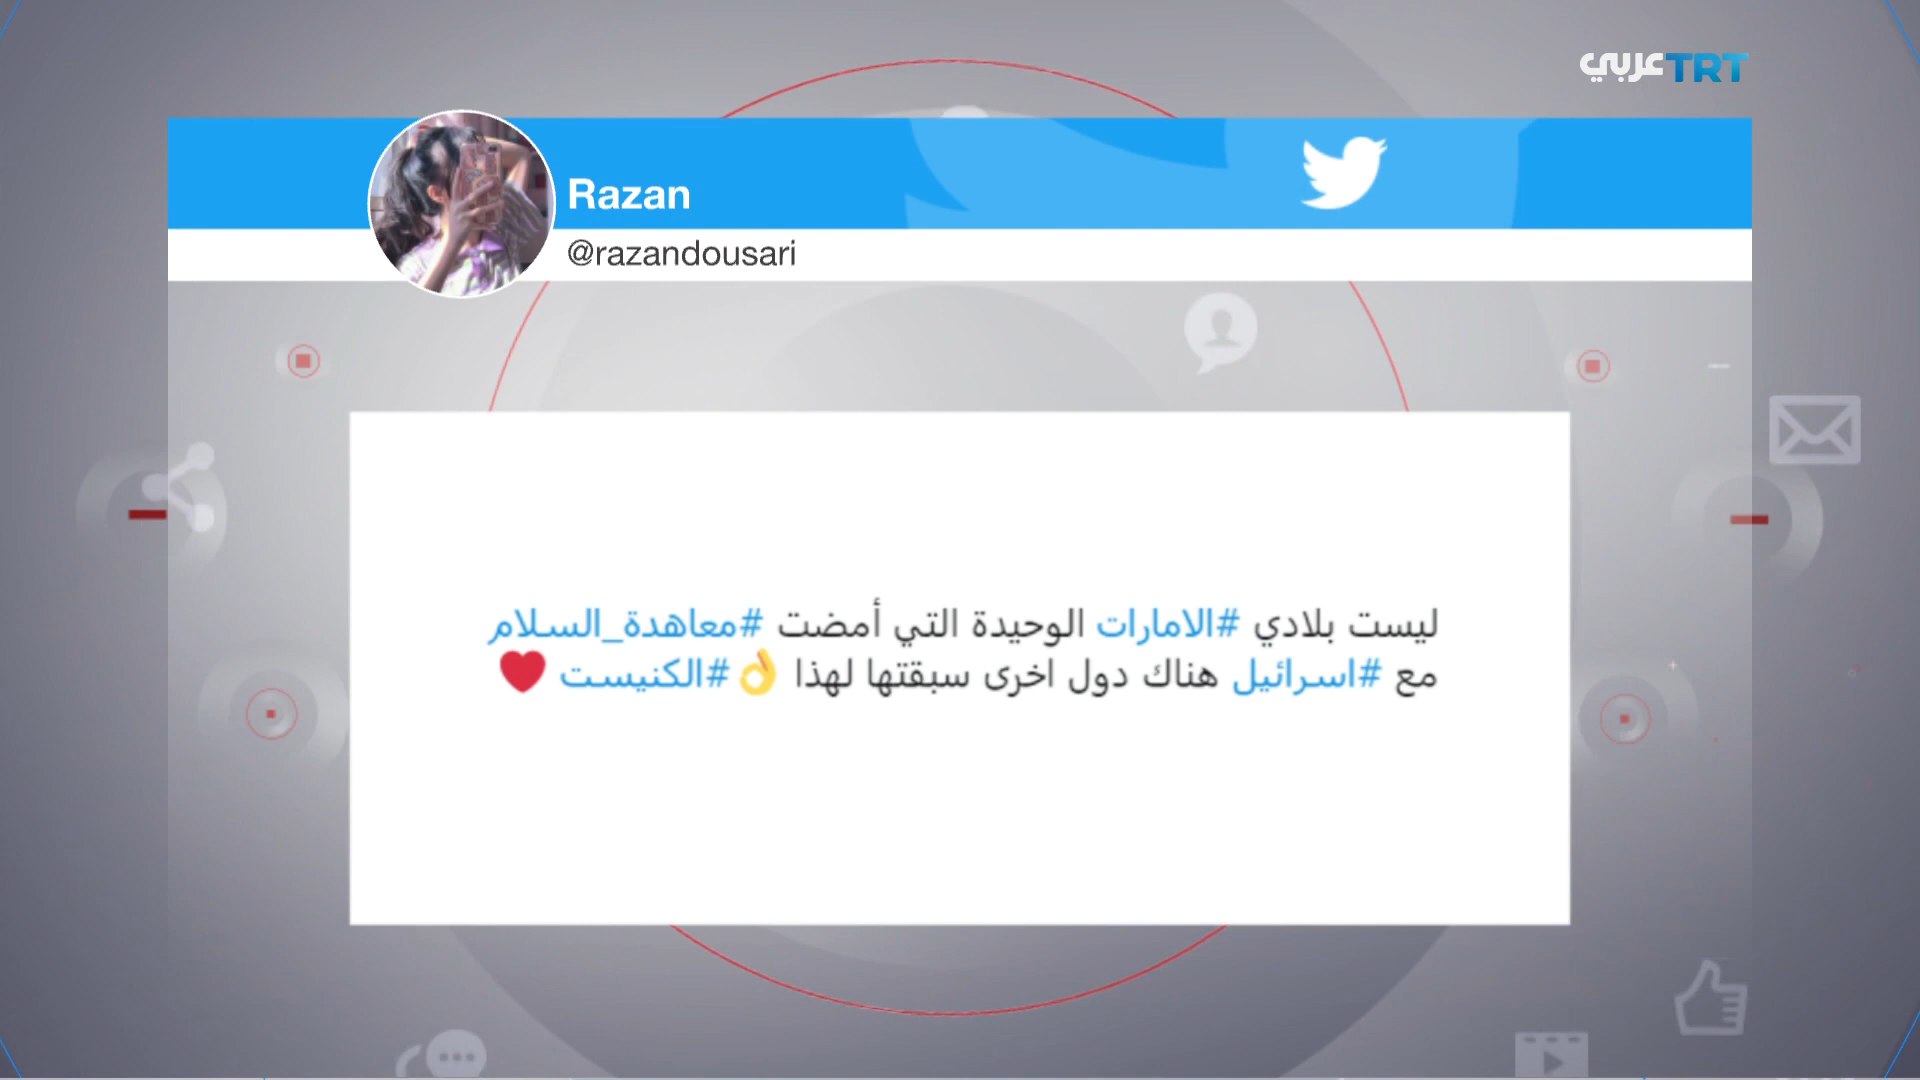 TRT عربي
Razan
@razandousari
ليست بلادي #الامارات الوحيدة التي أمضت #معاهدة_السلام
مع #اسرائيل هناك دول اخرى سبقتها لهذا 👌#الكنيست ❤